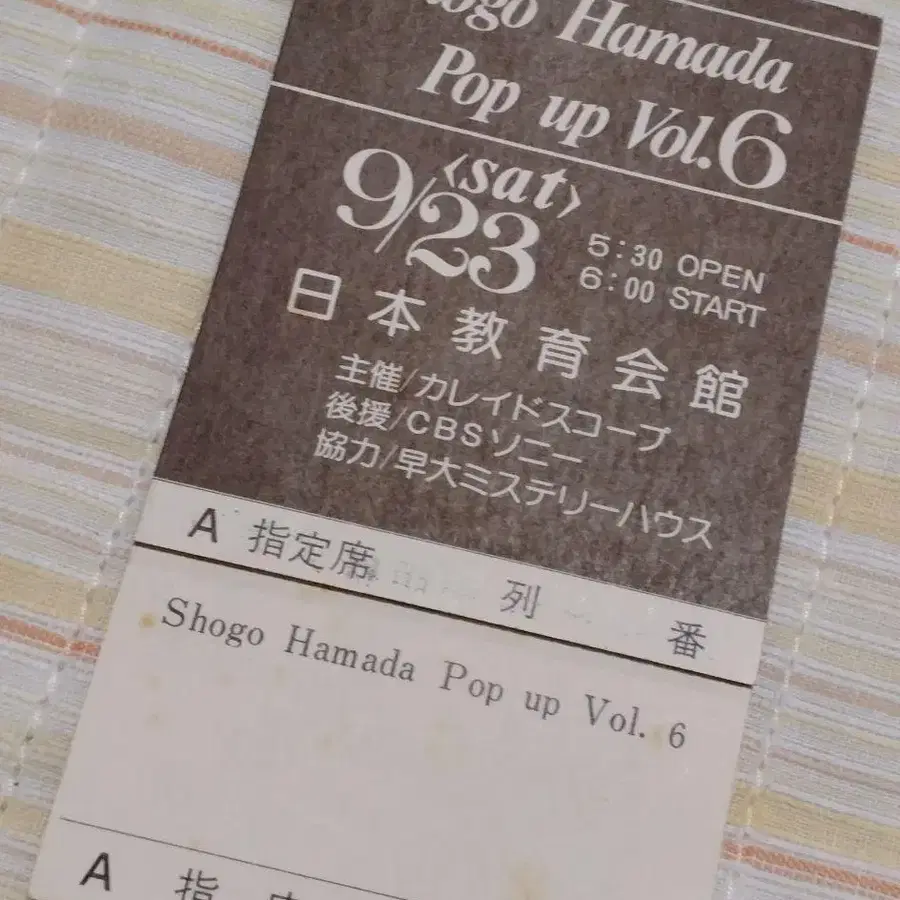 Shogo Hamada
Pop up Vol.6
9/23 〈sat〉
5:30 OPEN
6:00 START
日本教育会館
主催/カレイドスコープ
後援/CBSソニー
協力/早大ミステリーハウス
A 指定席 列 番
Shogo Hamada Pop up Vol. 6
A 指定